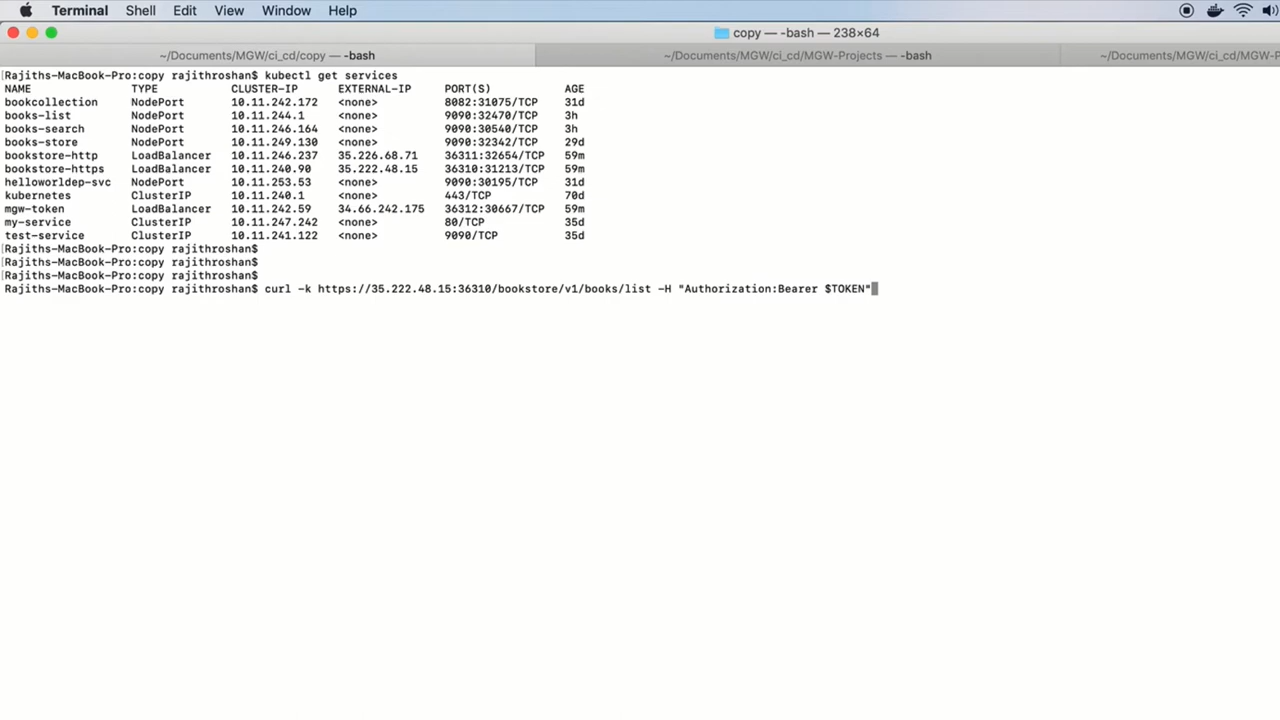 Terminal Shell Edit View Window Help
copy — -bash — 238×64
~/Documents/MGW/ci_cd/copy — -bash ~/Documents/MGW/ci_cd/MGW-Projects — -bash ~/Documents/MGW/ci_cd/MGW-P
[Rajiths-MacBook-Pro:copy rajithroshan$ kubectl get services
NAME TYPE CLUSTER-IP EXTERNAL-IP PORT(S) AGE
bookcollection NodePort 10.11.242.172 <none> 8082:31075/TCP 31d
books-list NodePort 10.11.244.1 <none> 9090:32470/TCP 3h
books-search NodePort 10.11.246.164 <none> 9090:30540/TCP 3h
books-store NodePort 10.11.249.130 <none> 9090:32342/TCP 29d
bookstore-http LoadBalancer 10.11.246.237 35.226.68.71 36311:32654/TCP 59m
bookstore-https LoadBalancer 10.11.240.90 35.222.48.15 36310:31213/TCP 59m
helloworldep-svc NodePort 10.11.253.53 <none> 9090:30195/TCP 31d
kubernetes ClusterIP 10.11.240.1 <none> 443/TCP 70d
mgw-token LoadBalancer 10.11.242.59 34.66.242.175 36312:30667/TCP 59m
my-service ClusterIP 10.11.247.242 <none> 80/TCP 35d
test-service ClusterIP 10.11.241.122 <none> 9090/TCP 35d
[Rajiths-MacBook-Pro:copy rajithroshan$
[Rajiths-MacBook-Pro:copy rajithroshan$
[Rajiths-MacBook-Pro:copy rajithroshan$
Rajiths-MacBook-Pro:copy rajithroshan$ curl -k https://35.222.48.15:36310/bookstore/v1/books/list -H "Authorization:Bearer $TOKEN"